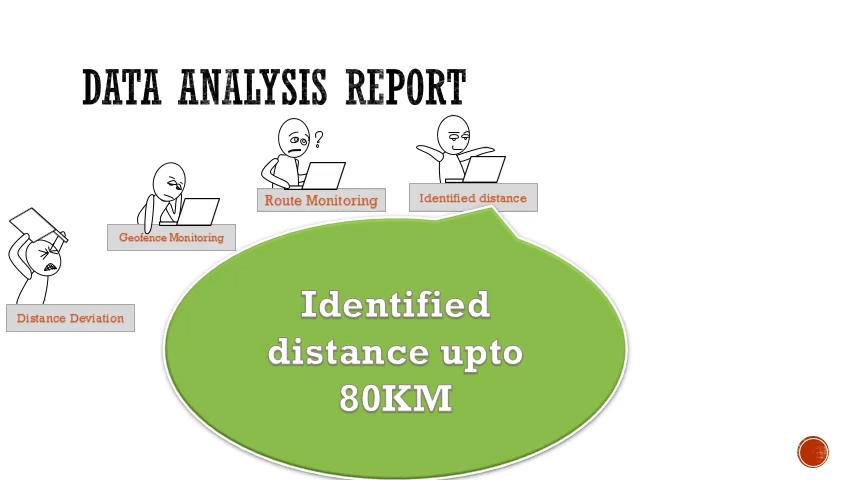 DATA ANALYSIS REPORT
?
Identified distance
Route Monitoring
Geofence Monitoring
Distance Deviation
Identified
distance upto
80KM